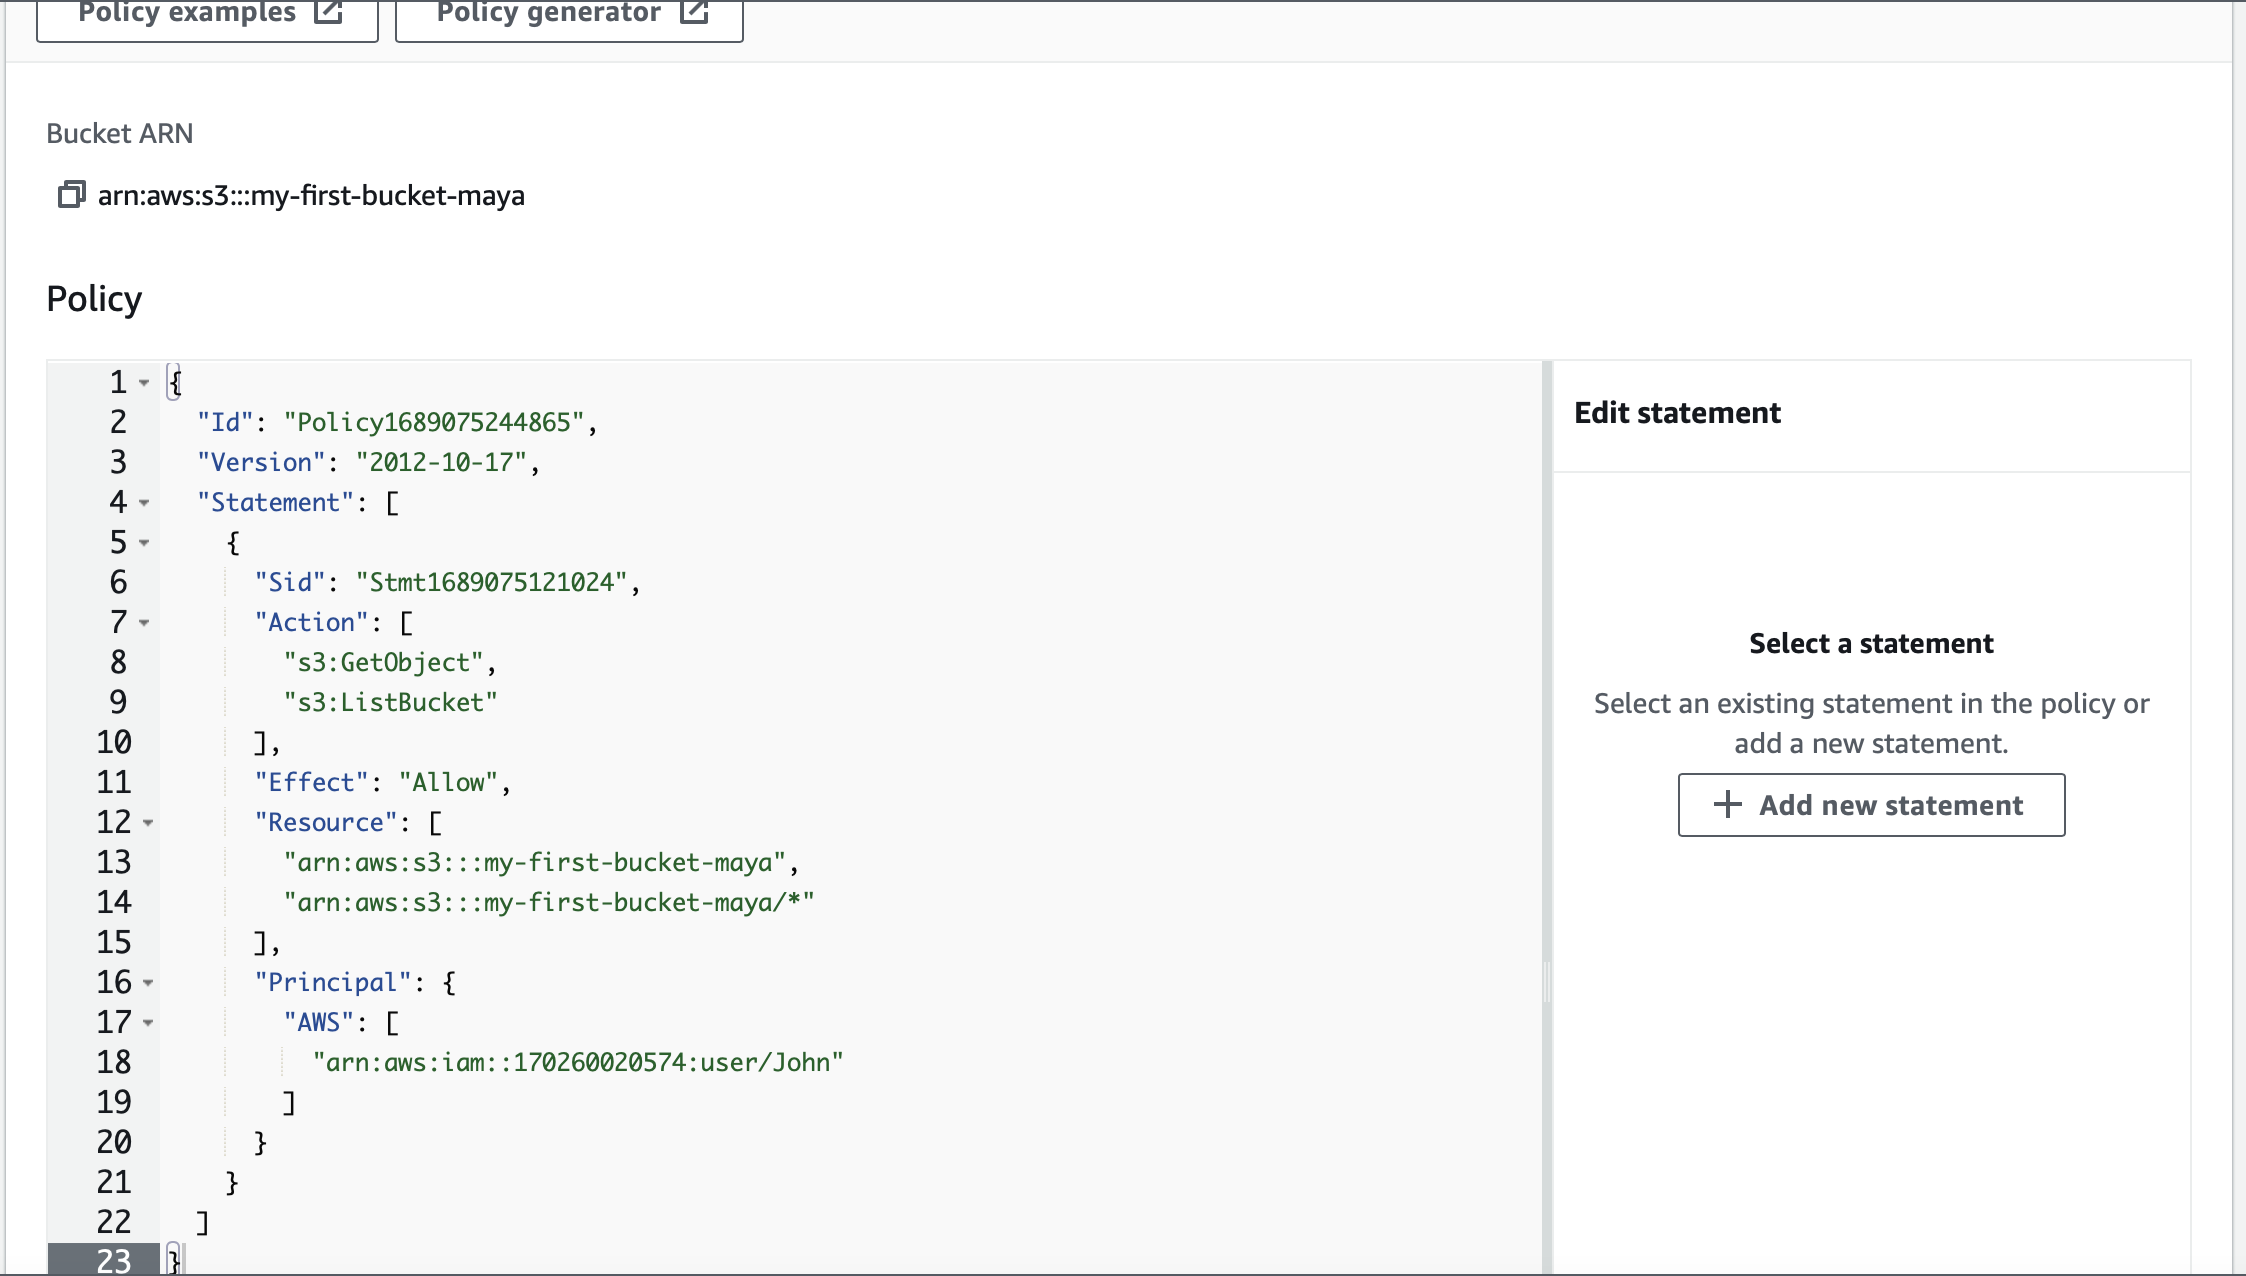 Policy examples
Policy generator
Bucket ARN
arn:aws:s3:::my-first-bucket-maya
Policy
1 {
2 "Id": "Policy1689075244865",
3 "Version": "2012-10-17",
4 "Statement": [
5 {
6 "Sid": "Stmt1689075121024",
7 "Action": [
8 "s3:GetObject",
9 "s3:ListBucket"
10 ],
11 "Effect": "Allow",
12 "Resource": [
13 "arn:aws:s3:::my-first-bucket-maya",
14 "arn:aws:s3:::my-first-bucket-maya/*"
15 ],
16 "Principal": {
17 "AWS": [
18 "arn:aws:iam::170260020574:user/John"
19 ]
20 }
21 }
22 ]
23 }
Edit statement
Select a statement
Select an existing statement in the policy or
add a new statement.
+ Add new statement